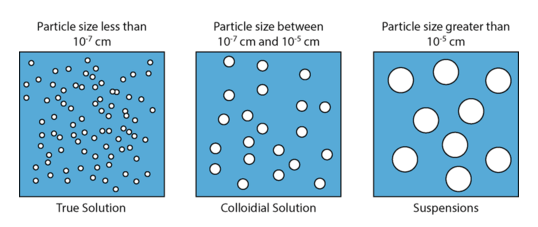 Particle size less than
10⁻⁷ cm
Particle size between
10⁻⁷ cm and 10⁻⁵ cm
Particle size greater than
10⁻⁵ cm
True Solution
Colloidial Solution
Suspensions